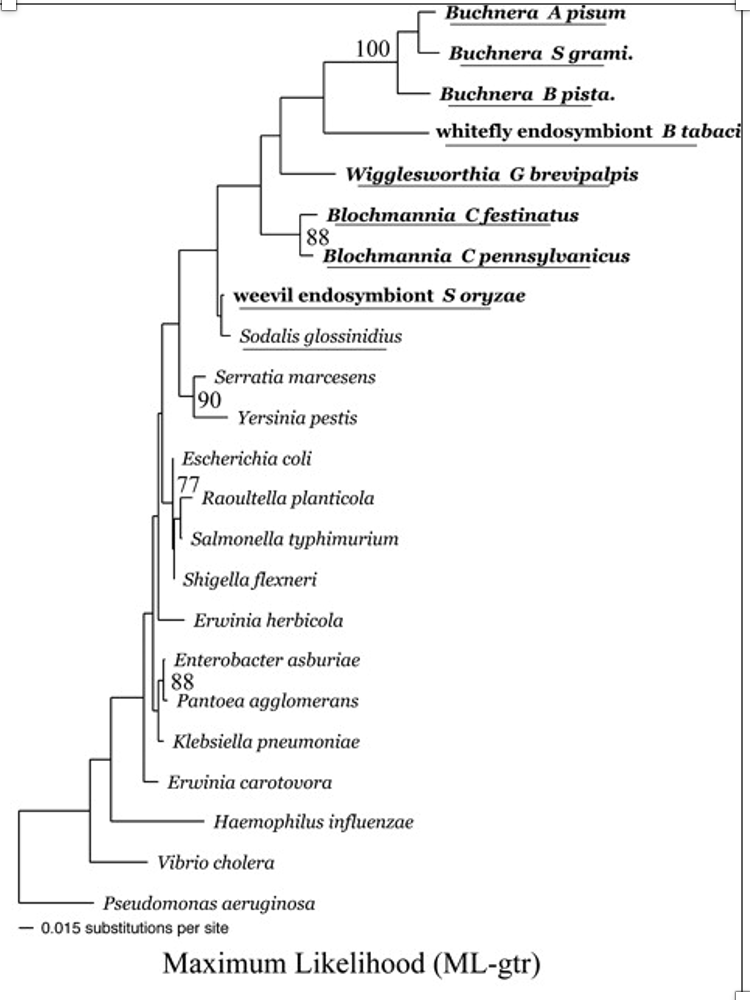 Buchnera A pisum
100
Buchnera S grami.
Buchnera B pista.
whitefly endosymbiont B tabaci
Wigglesworthia G brevipalpis
Blochmannia C festinatus
88
Blochmannia C pennsylvanicus
weevil endosymbiont S oryzae
Sodalis glossinidius
Serratia marcesens
90
Yersinia pestis
Escherichia coli
77
Raoultella planticola
Salmonella typhimurium
Shigella flexneri
Erwinia herbicola
Enterobacter asburiae
88
Pantoea agglomerans
Klebsiella pneumoniae
Erwinia carotovora
Haemophilus influenzae
Vibrio cholera
Pseudomonas aeruginosa
0.015 substitutions per site
Maximum Likelihood (ML-gtr)